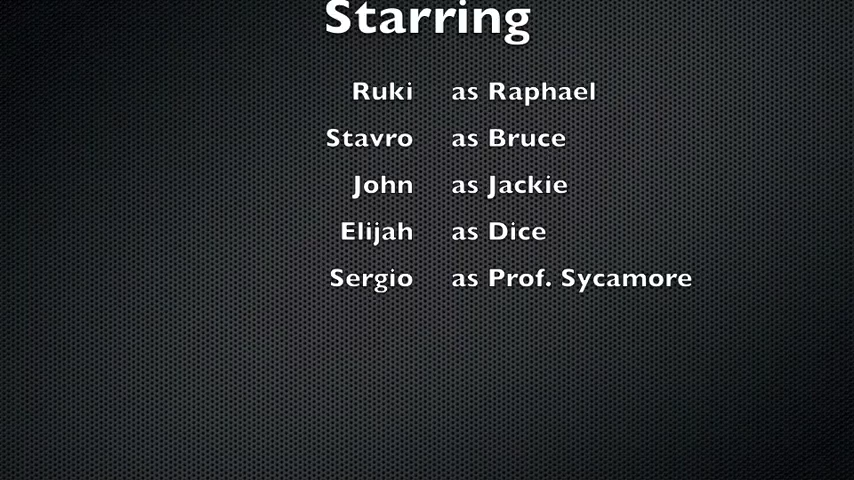 Starring
Ruki as Raphael
Stavro as Bruce
John as Jackie
Elijah as Dice
Sergio as Prof. Sycamore